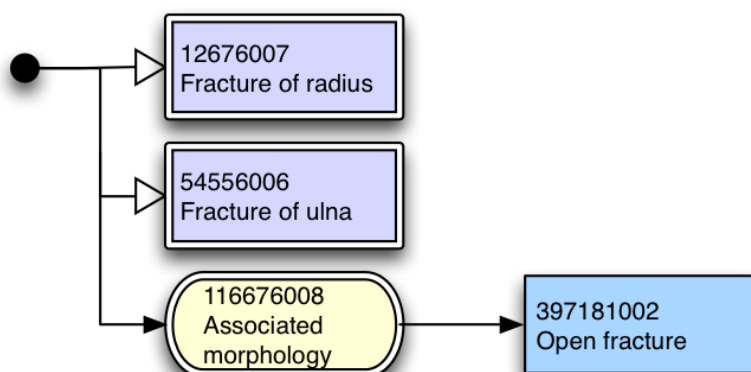 12676007
Fracture of radius
54556006
Fracture of ulna
116676008
Associated
morphology
397181002
Open fracture